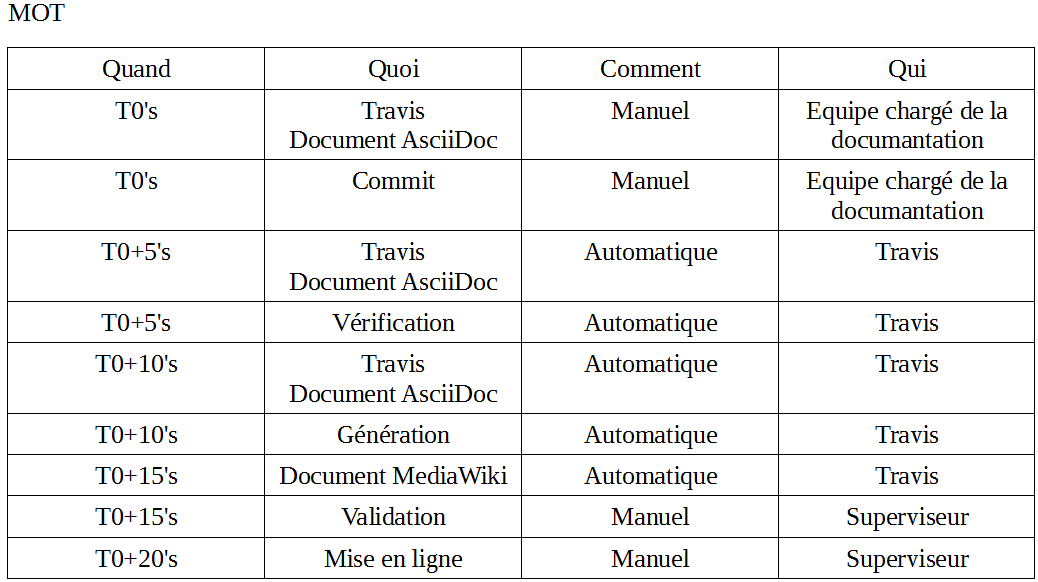 MOT
Quand Quoi Comment Qui
T0's Travis Manuel Equipe chargé de la
Document AsciiDoc documantation
T0's Commit Manuel Equipe chargé de la
documantation
T0+5's Travis Automatique Travis
Document AsciiDoc
T0+5's Vérification Automatique Travis
T0+10's Travis Automatique Travis
Document AsciiDoc
T0+10's Génération Automatique Travis
T0+15's Document MediaWiki Automatique Travis
T0+15's Validation Manuel Superviseur
T0+20's Mise en ligne Manuel Superviseur